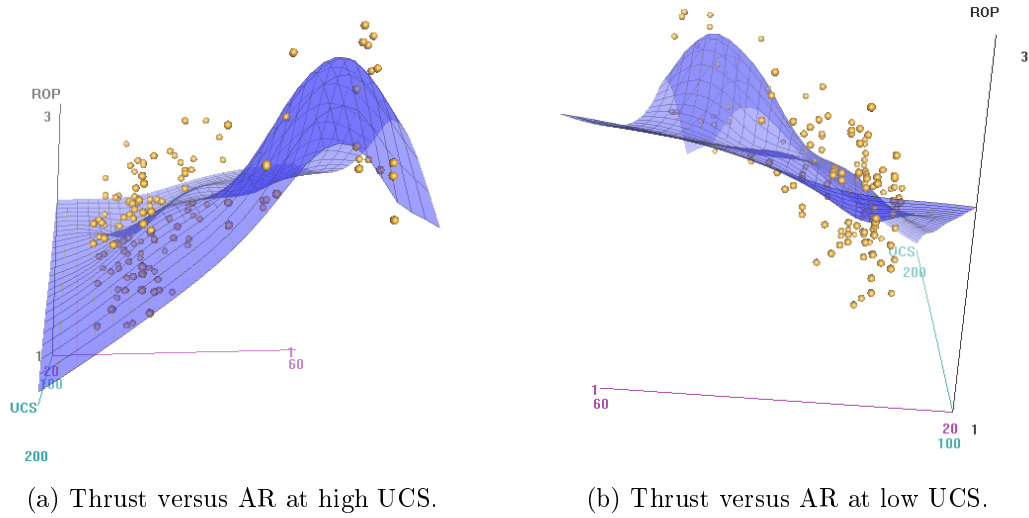 ROP
3
1
20
100
UCS
200
1
60
ROP
3
UCS
200
1
60
20
1
100
(a) Thrust versus AR at high UCS.
(b) Thrust versus AR at low UCS.